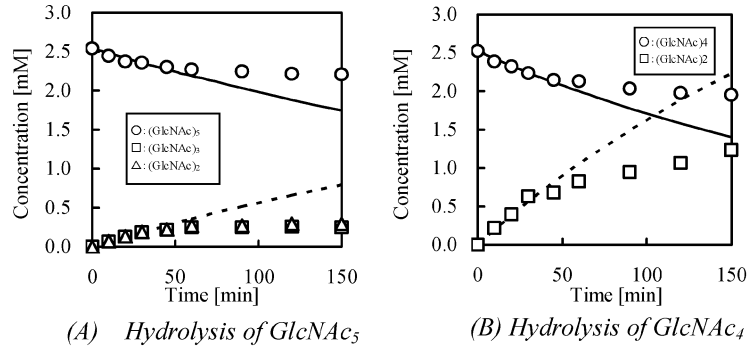 3.0
2.5
2.0
1.5
1.0
0.5
0.0
Concentration [mM]
○ : (GlcNAc)5
□ : (GlcNAc)3
△ : (GlcNAc)2
0 50 100 150
Time [min]
(A) Hydrolysis of GlcNAc5
3.0
2.5
2.0
1.5
1.0
0.5
0.0
Concentration [mM]
○ : (GlcNAc)4
□ : (GlcNAc)2
0 50 100 150
Time [min]
(B) Hydrolysis of GlcNAc4